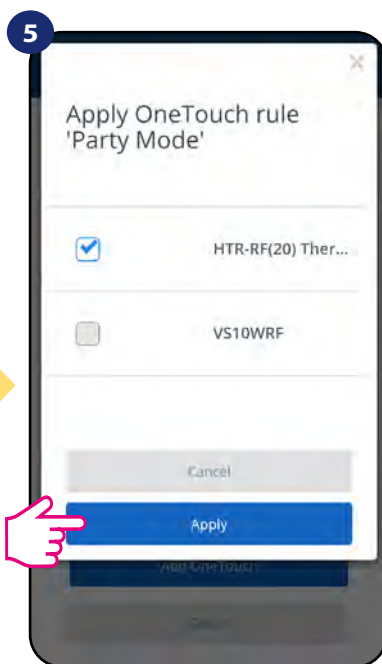 5
Apply OneTouch rule
'Party Mode'
HTR-RF(20) Ther...
VS10WRF
Cancel
Apply
Add OneTouch